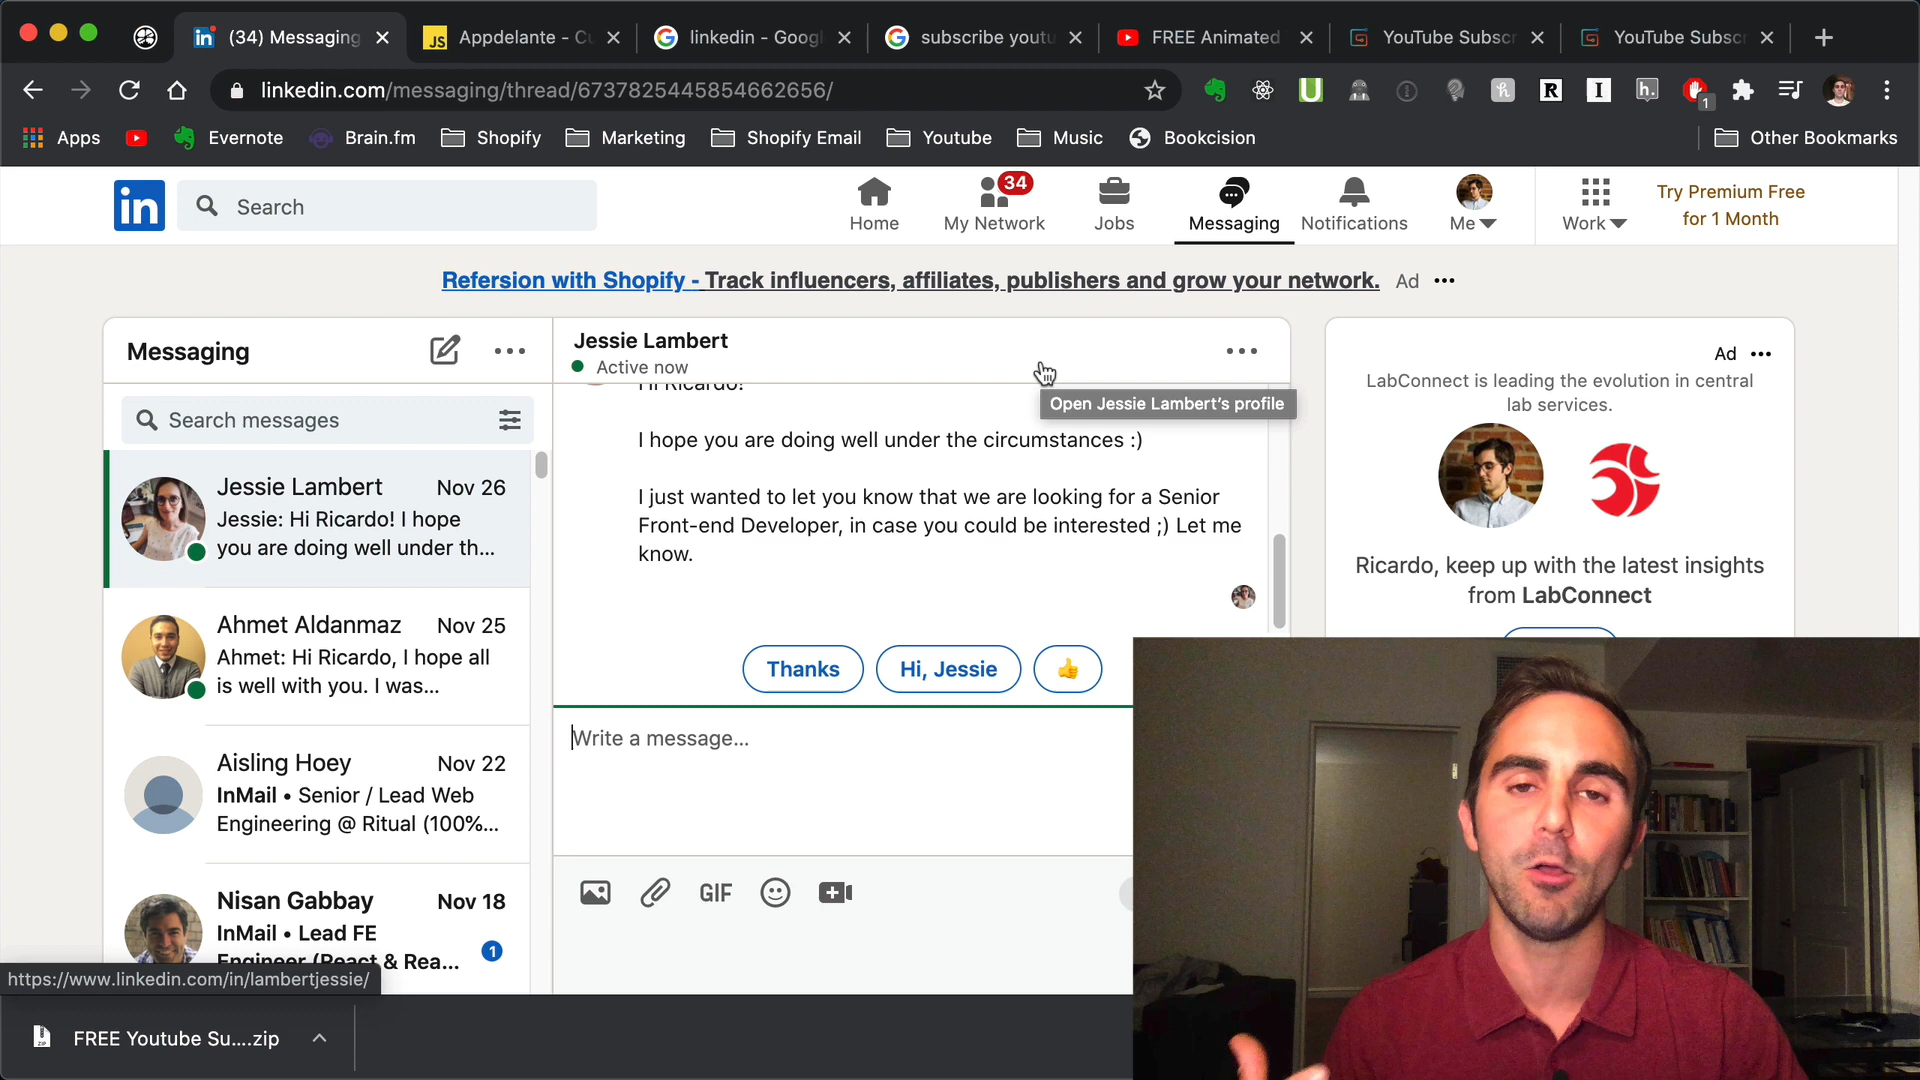 (34) Messaging
Appdelante - Cu
linkedin - Googl
subscribe youtu
FREE Animated
YouTube Subscr
YouTube Subscr
linkedin.com/messaging/thread/6737825445854662656/
1
Apps
Evernote
Brain.fm
Shopify
Marketing
Shopify Email
Youtube
Music
Bookcision
Other Bookmarks
in
Search
Home
34
My Network
Jobs
Messaging
Notifications
Me
Work
Try Premium Free
for 1 Month
Refersion with Shopify - Track influencers, affiliates, publishers and grow your network.
Ad
Messaging
Search messages
Jessie Lambert
Nov 26
Jessie: Hi Ricardo! I hope
you are doing well under th...
Ahmet Aldanmaz
Nov 25
Ahmet: Hi Ricardo, I hope all
is well with you. I was...
Aisling Hoey
Nov 22
InMail • Senior / Lead Web
Engineering @ Ritual (100%...
Nisan Gabbay
Nov 18
InMail • Lead FE
Engineer (React & Rea...
1
Jessie Lambert
Active now
Hi Ricardo!
Open Jessie Lambert's profile
I hope you are doing well under the circumstances :)
I just wanted to let you know that we are looking for a Senior
Front-end Developer, in case you could be interested ;) Let me
know.
Thanks
Hi, Jessie
Write a message...
GIF
Ad
LabConnect is leading the evolution in central
lab services.
Ricardo, keep up with the latest insights
from LabConnect
https://www.linkedin.com/in/lambertjessie/
FREE Youtube Su....zip